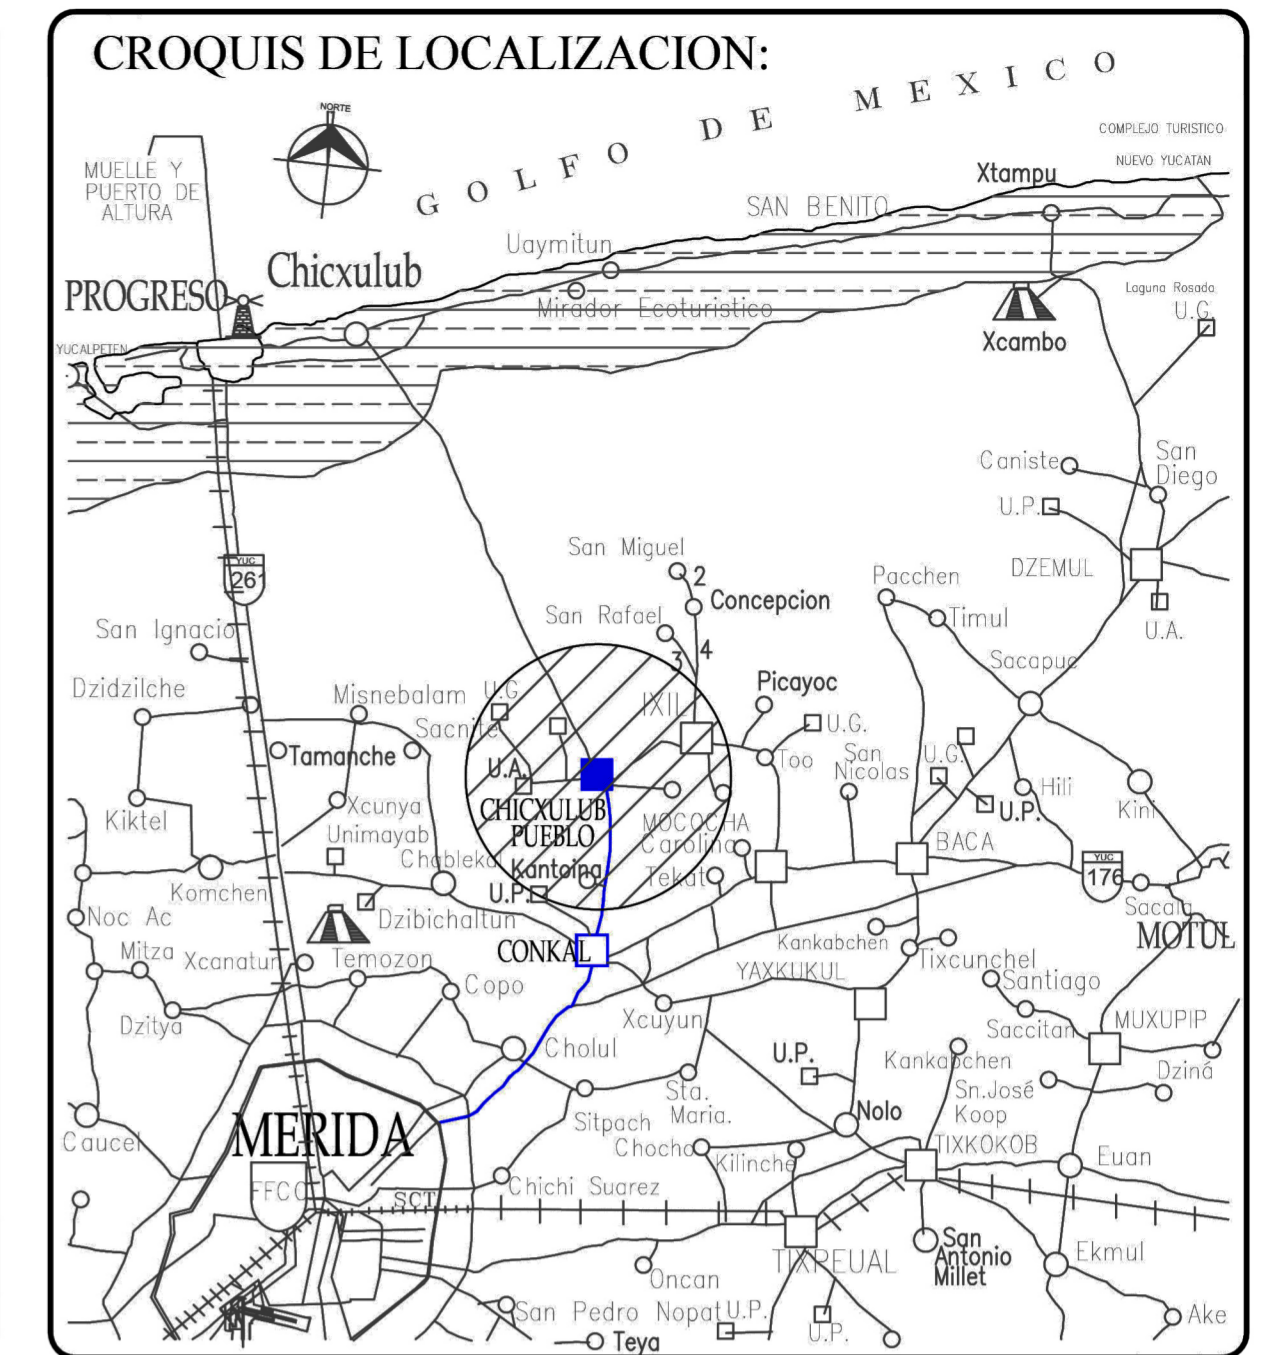 CROQUIS DE LOCALIZACION:
NORTE
GOLFO DE MEXICO
COMPLEJO TURISTICO
NUEVO YUCATAN
MUELLE Y
PUERTO DE
ALTURA
Xtampu
SAN BENITO
Uaymitun
Chicxulub
PROGRESO
Mirador Ecoturistico
Laguna Rosada
U.G.
Xcambo
YUCALPETEN
Caniste
San
Diego
U.P.
DZEMUL
U.A.
YUC
261
San Miguel
2
Concepcion
San Rafael
3
4
Pacchen
Timul
Sacapuc
San Ignacio
Dzidzilche
Misnebalam
U.G
Sacnite
IXIL
Picayoc
U.G.
Too
San
Nicolas
U.G.
U.P.
Hili
Kini
Tamanche
U.A.
CHICXULUB
PUEBLO
Kiktel
Xcunya
Unimayab
MOCOCHA
Carolina
BACA
Chablekal
Kantoina
U.P.
Tekat
YUC
176
Sacala
Komchen
Noc Ac
Dzibichaltun
CONKAL
Kankabchen
Tixcunchel
MOTUL
Mitza
Xcanatun
Temozon
YAXKUKUL
Santiago
Copo
Xcuyun
Saccitan
MUXUPIP
Dzitya
Cholul
U.P.
Kankabchen
Dziná
Sn.José
Koop
Sta.
Maria.
Nolo
Caucel
MERIDA
Sitpach
Chocho
Kilinche
TIXKOKOB
Euan
FFCC
SCT
Chichi Suarez
San
Antonio
Millet
Ekmul
TIXPEUAL
Oncan
San Pedro Nopat
U.P.
U.P.
Ake
Teya